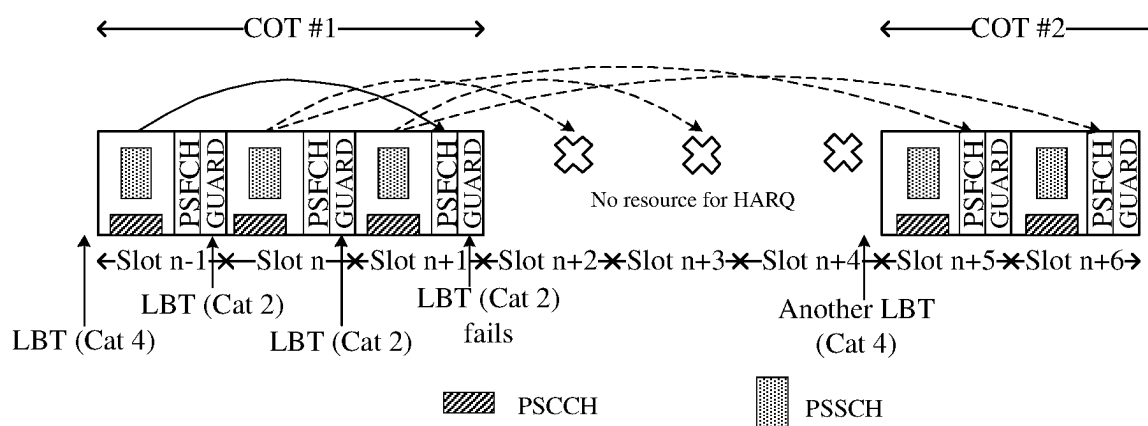 COT #1
COT #2
PSFCH
GUARD
PSFCH
GUARD
PSFCH
GUARD
No resource for HARQ
PSFCH
GUARD
PSFCH
GUARD
Slot n-1
Slot n
Slot n+1
Slot n+2
Slot n+3
Slot n+4
Slot n+5
Slot n+6
LBT (Cat 4)
LBT (Cat 2)
LBT (Cat 2)
LBT (Cat 2)
fails
Another LBT
(Cat 4)
PSCCH
PSSCH